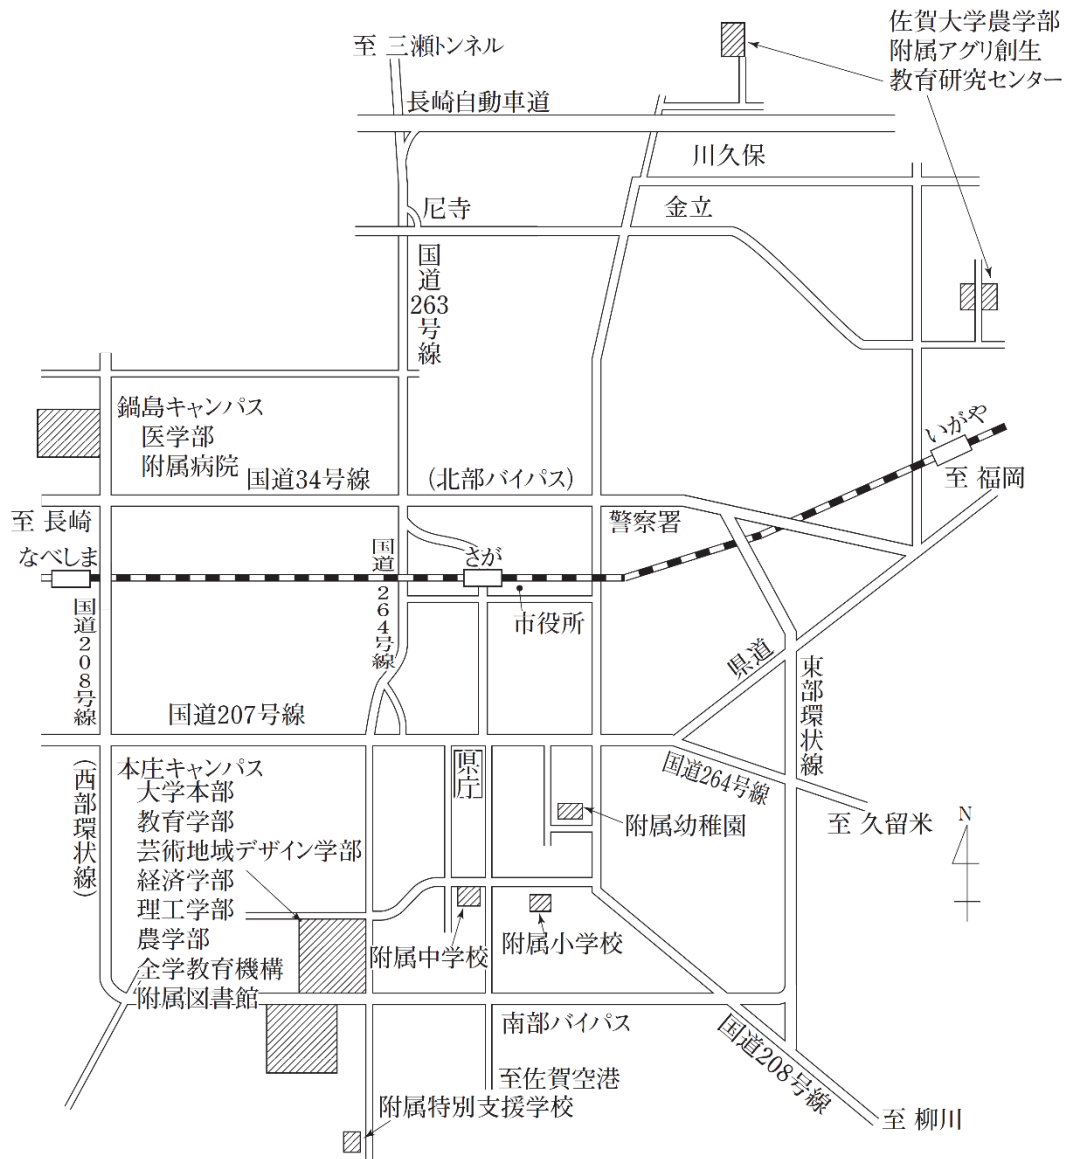 佐賀大学農学部
附属アグリ創生
教育研究センター
至 三瀬トンネル
長崎自動車道
川久保
尼寺
金立
国道263号線
鍋島キャンパス
医学部
附属病院
国道34号線
(北部バイパス)
いがや
至 福岡
至 長崎
なべしま
警察署
さが
国道264号線
市役所
国道208号線
県道
東部環状線
国道207号線
(西部環状線)
本庄キャンパス
大学本部
教育学部
芸術地域デザイン学部
経済学部
理工学部
農学部
全学教育機構
附属図書館
県庁
国道264号線
附属幼稚園
至 久留米
N
附属中学校
附属小学校
南部バイパス
国道208号線
至佐賀空港
附属特別支援学校
至 柳川